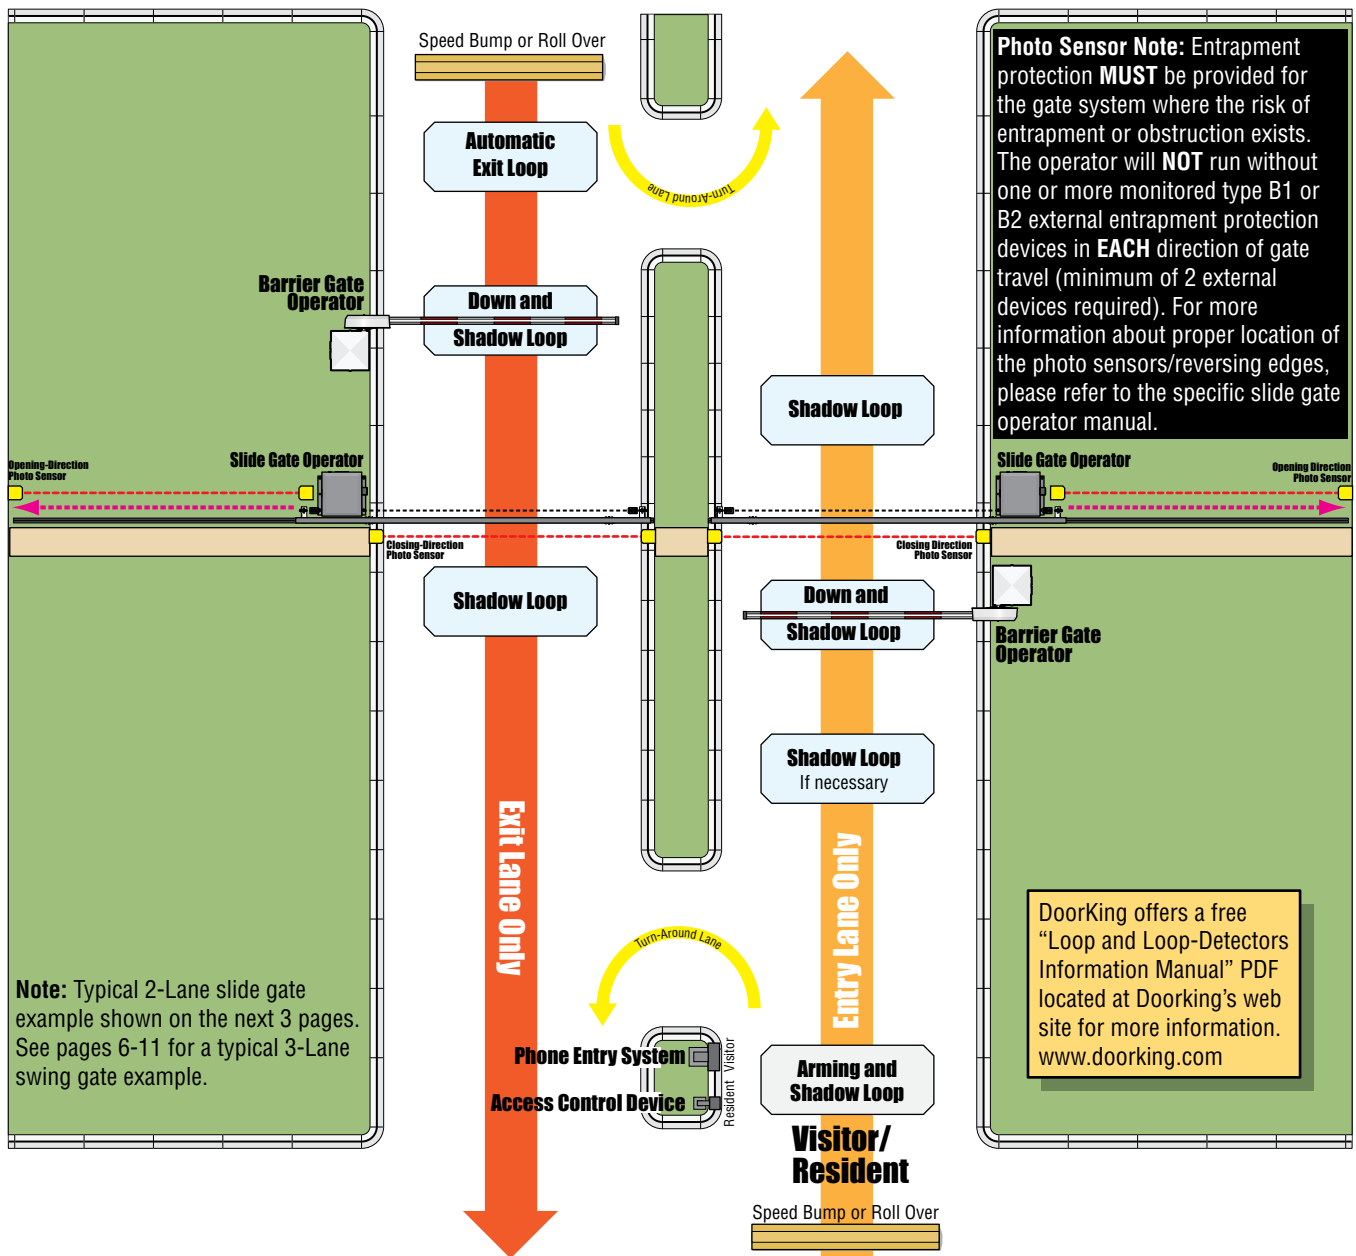 Speed Bump or Roll Over
Automatic
Exit Loop
Turn-Around Lane
Photo Sensor Note: Entrapment
protection MUST be provided for
the gate system where the risk of
entrapment or obstruction exists.
The operator will NOT run without
one or more monitored type B1 or
B2 external entrapment protection
devices in EACH direction of gate
travel (minimum of 2 external
devices required). For more
information about proper location of
the photo sensors/reversing edges,
please refer to the specific slide gate
operator manual.
Barrier Gate
Operator
Down and
Shadow Loop
Shadow Loop
Opening-Direction
Photo Sensor
Slide Gate Operator
Slide Gate Operator
Opening Direction
Photo Sensor
Closing-Direction
Photo Sensor
Closing Direction
Photo Sensor
Shadow Loop
Down and
Shadow Loop
Barrier Gate
Operator
Shadow Loop
If necessary
Exit Lane Only
Entry Lane Only
Turn-Around Lane
DoorKing offers a free
“Loop and Loop-Detectors
Information Manual” PDF
located at Doorking’s web
site for more information.
www.doorking.com
Note: Typical 2-Lane slide gate
example shown on the next 3 pages.
See pages 6-11 for a typical 3-Lane
swing gate example.
Phone Entry System
Access Control Device
Visitor
Resident
Arming and
Shadow Loop
Visitor/
Resident
Speed Bump or Roll Over